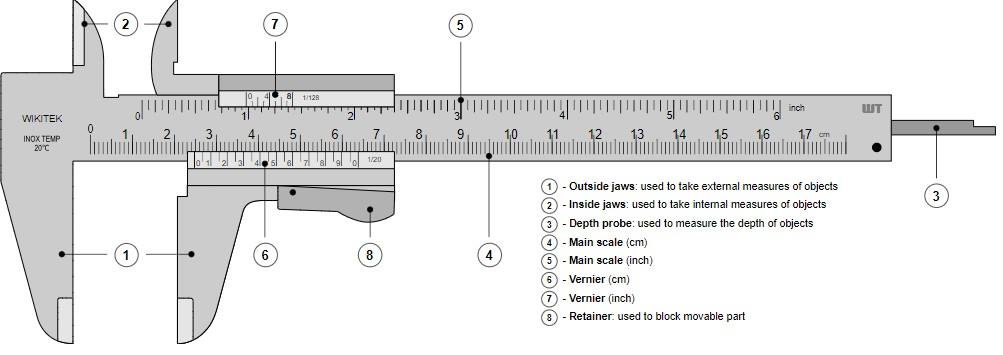 2
7
5
0 4 8 1/128
0 1 2 3 4 5 6 inch
WIKITEK
INOX TEMP
20°C
0 1 2 3 4 5 6 7 8 9 10 11 12 13 14 15 16 17 cm
0 1 2 3 4 5 6 7 8 9 0 1/20
3
1 - Outside jaws: used to take external measures of objects
2 - Inside jaws: used to take internal measures of objects
3 - Depth probe: used to measure the depth of objects
4 - Main scale (cm)
5 - Main scale (inch)
6 - Vernier (cm)
7 - Vernier (inch)
8 - Retainer: used to block movable part
1
6
8
4